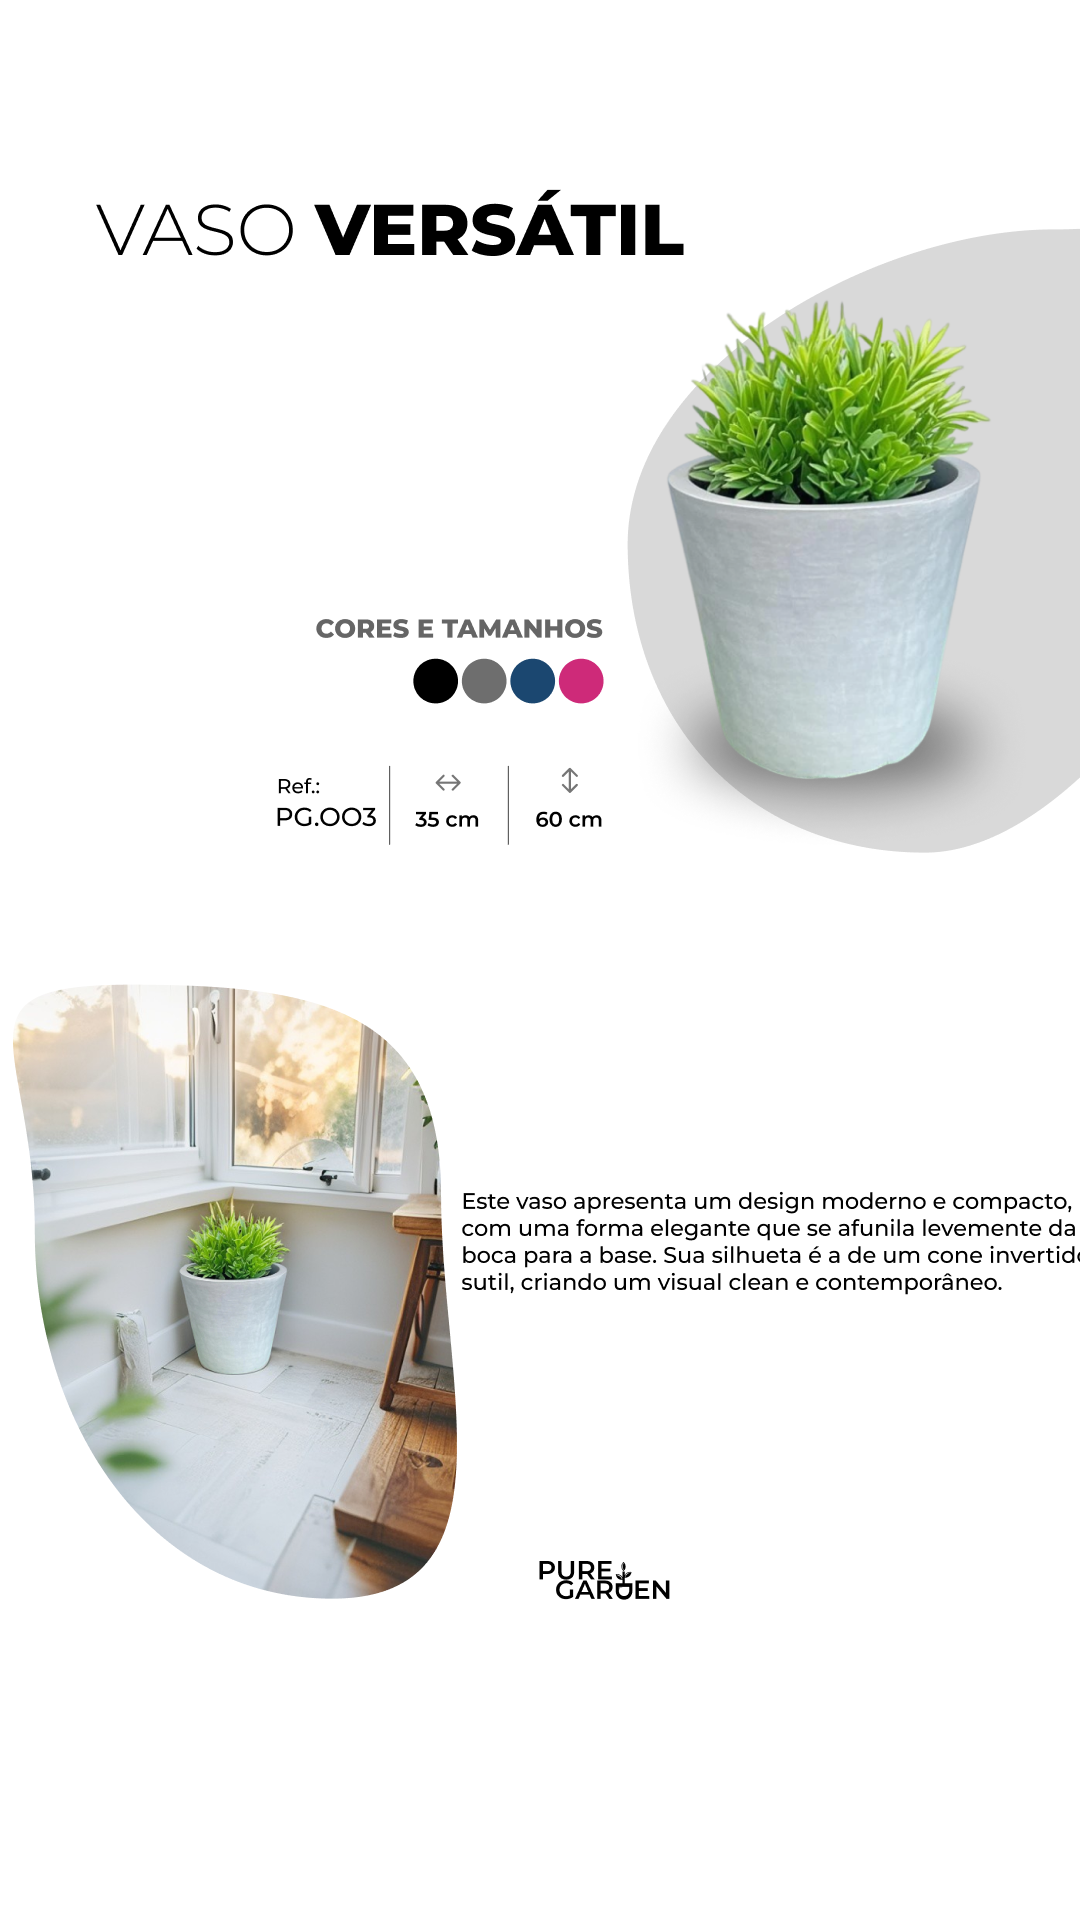 VASO VERSÁTIL
CORES E TAMANHOS
Ref.:
PG.003
35 cm
60 cm
Este vaso apresenta um design moderno e compacto,
com uma forma elegante que se afunila levemente da
boca para a base. Sua silhueta é a de um cone invertido
sutil, criando um visual clean e contemporâneo.
PURE
GARDEN